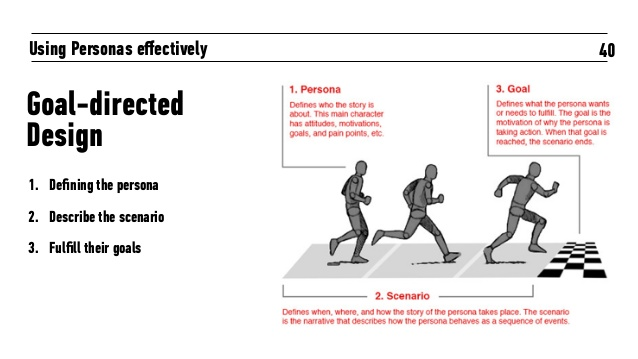 Using Personas effectively
40
Goal-directed
Design
1. Defining the persona
2. Describe the scenario
3. Fulfill their goals
1. Persona
Defines who the story is
about. This main character
has attitudes, motivations,
goals, and pain points, etc.
3. Goal
Defines what the persona wants
or needs to fulfill. The goal is the
motivation of why the persona is
taking action. When that goal is
reached, the scenario ends.
2. Scenario
Defines when, where, and how the story of the persona takes place. The scenario
is the narrative that describes how the persona behaves as a sequence of events.